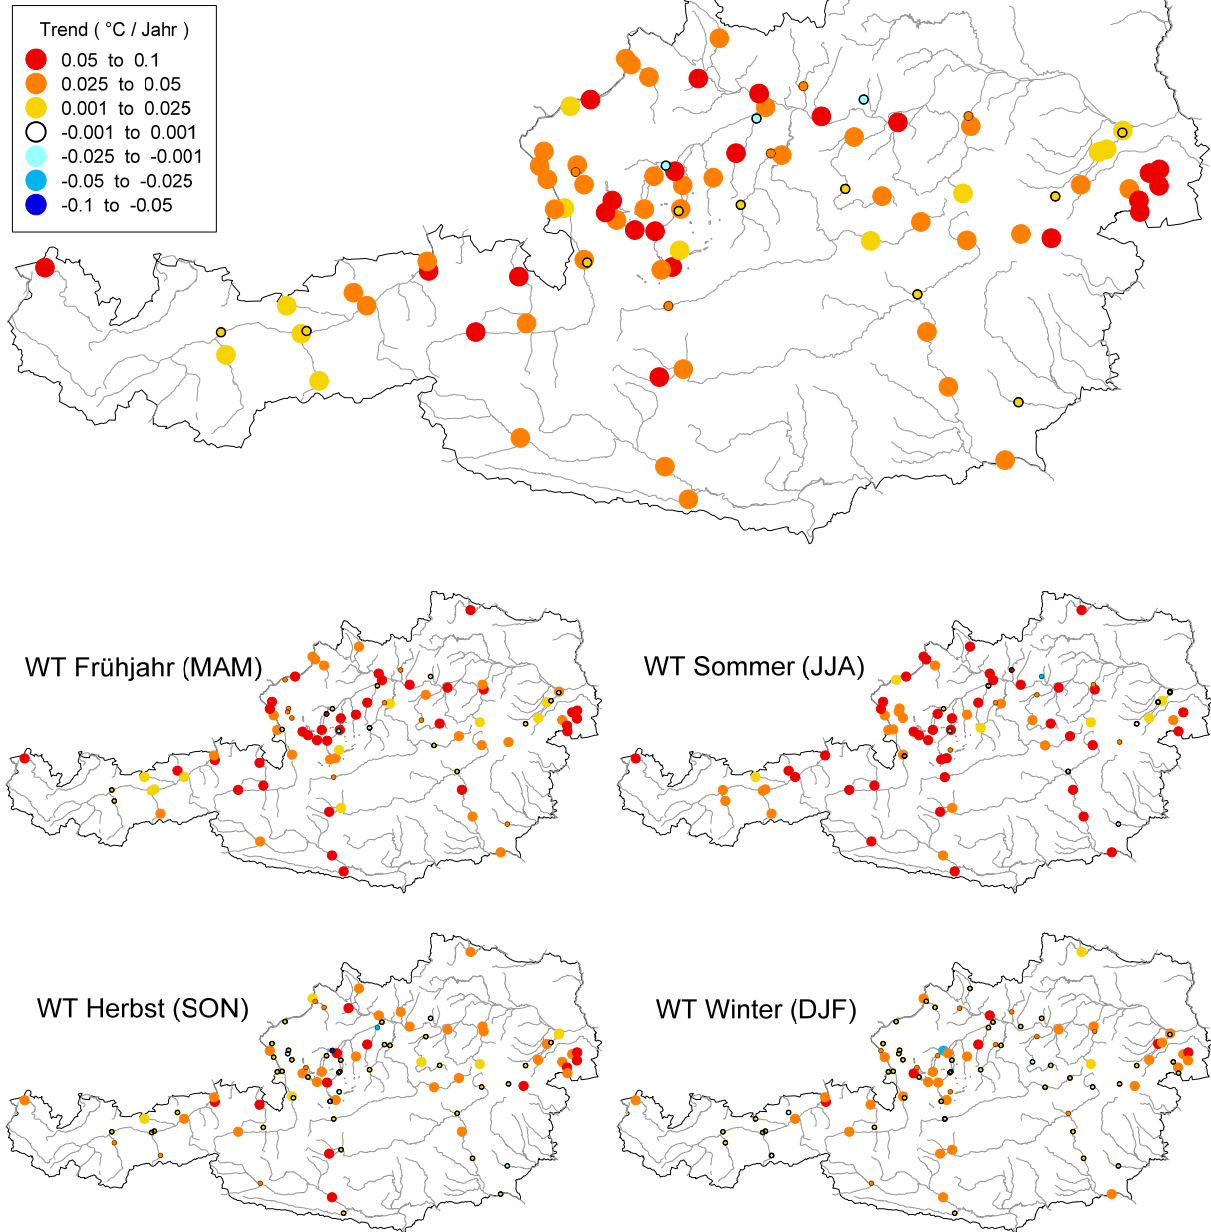 Trend ( °C / Jahr )
0.05 to 0.1
0.025 to 0.05
0.001 to 0.025
-0.001 to 0.001
-0.025 to -0.001
-0.05 to -0.025
-0.1 to -0.05
WT Frühjahr (MAM)
WT Sommer (JJA)
WT Herbst (SON)
WT Winter (DJF)